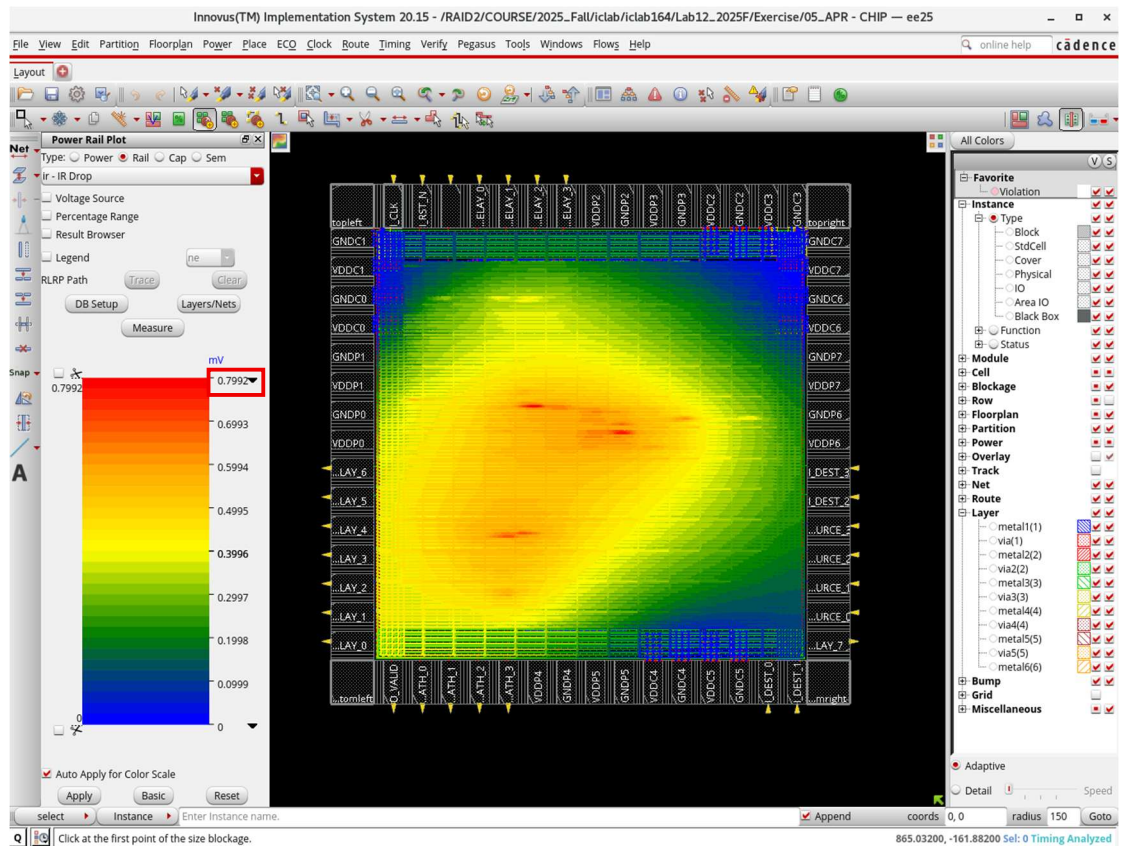 Innovus(TM) Implementation System 20.15 - /RAID2/COURSE/2025_Fall/iclab/iclab164/Lab12_2025F/Exercise/05_APR - CHIP — ee25
File View Edit Partition Floorplan Power Place ECO Clock Route Timing Verify Pegasus Tools Windows Flows Help
online help cādence
Layout
Power Rail Plot
Net
Type: Power Rail Cap Sem
ir - IR Drop
Voltage Source
Percentage Range
Result Browser
Legend ne
RLRP Path Trace Clear
DB Setup Layers/Nets
Measure
Snap
mV
0.7992
0.7992
0.6993
0.5994
0.4995
0.3996
0.2997
0.1998
0.0999
0
0
A
Auto Apply for Color Scale
Apply Basic Reset
topleft
I_CLK
I_RST_N
...ELAY_0
...ELAY_1
...ELAY_2
...ELAY_3
VDDP2
GNDP2
VDDP3
GNDP3
VDDC2
GNDC2
VDDC3
GNDC3
topright
GNDC1
VDDC1
GNDC0
VDDC0
GNDP1
VDDP1
GNDP0
VDDP0
...LAY_6
...LAY_5
...LAY_4
...LAY_3
...LAY_2
...LAY_1
...LAY_0
GNDC7
VDDC7
GNDC6
VDDC6
GNDP7
VDDP7
GNDP6
VDDP6
I_DEST_3
I_DEST_2
...URCE_3
...URCE_2
...URCE_1
...URCE_0
...LAY_7
...tomleft
O_VALID
...ATH_0
...ATH_1
...ATH_2
...ATH_3
VDDP4
GNDP4
VDDP5
GNDP5
VDDC4
GNDC4
VDDC5
GNDC5
I_DEST_0
I_DEST_1
...mright
All Colors
V S
Favorite
Violation
Instance
Type
Block
StdCell
Cover
Physical
IO
Area IO
Black Box
Function
Status
Module
Cell
Blockage
Row
Floorplan
Partition
Power
Overlay
Track
Net
Route
Layer
metal1(1)
via(1)
metal2(2)
via2(2)
metal3(3)
via3(3)
metal4(4)
via4(4)
metal5(5)
via5(5)
metal6(6)
Bump
Grid
Miscellaneous
Adaptive
Detail Speed
select Instance Enter Instance name. Append coords 0, 0 radius 150 Goto
Q Click at the first point of the size blockage. 865.03200, -161.88200 Sel: 0 Timing Analyzed